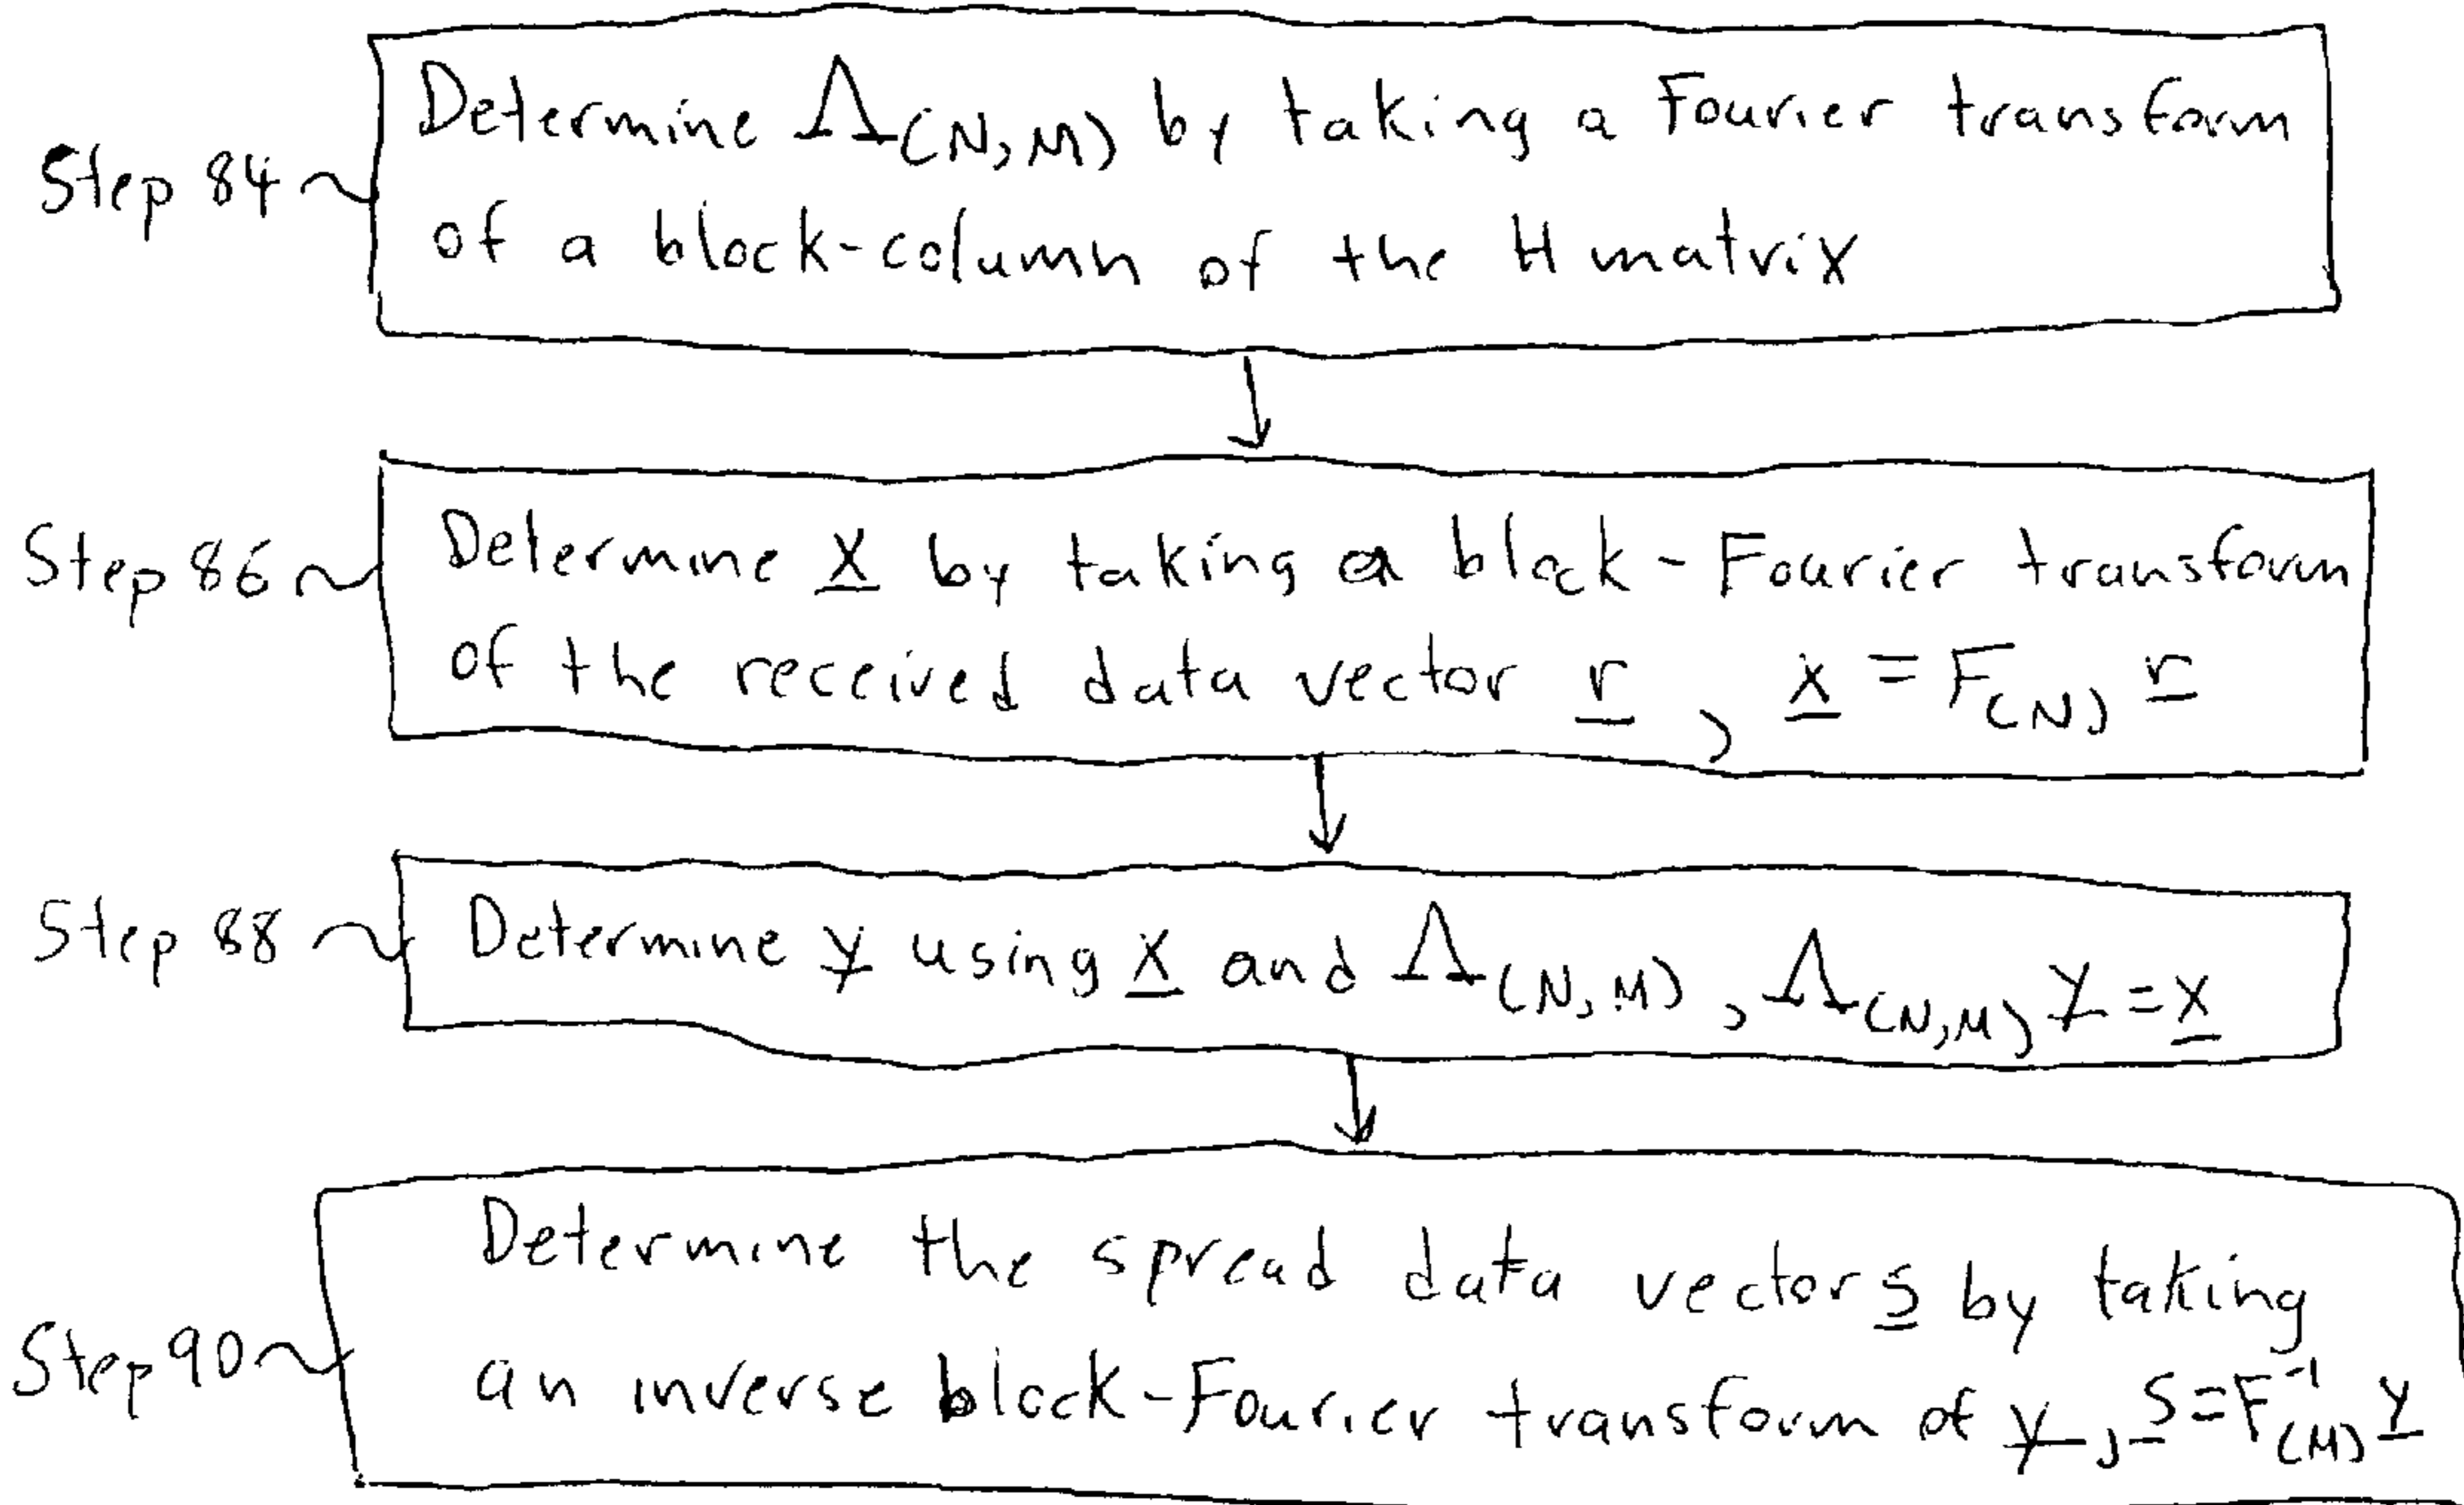 Step 84
Determine Λ(N,M) by taking a Fourier transform
of a block-column of the H matrix
Step 86
Determine x by taking a block-Fourier transform
of the received data vector r, x = F(N) r
Step 88
Determine y using x and Λ(N,M), Λ(N,M) y = x
Step 90
Determine the spread data vector s by taking
an inverse block-Fourier transform of y, s = F⁻¹(M) y